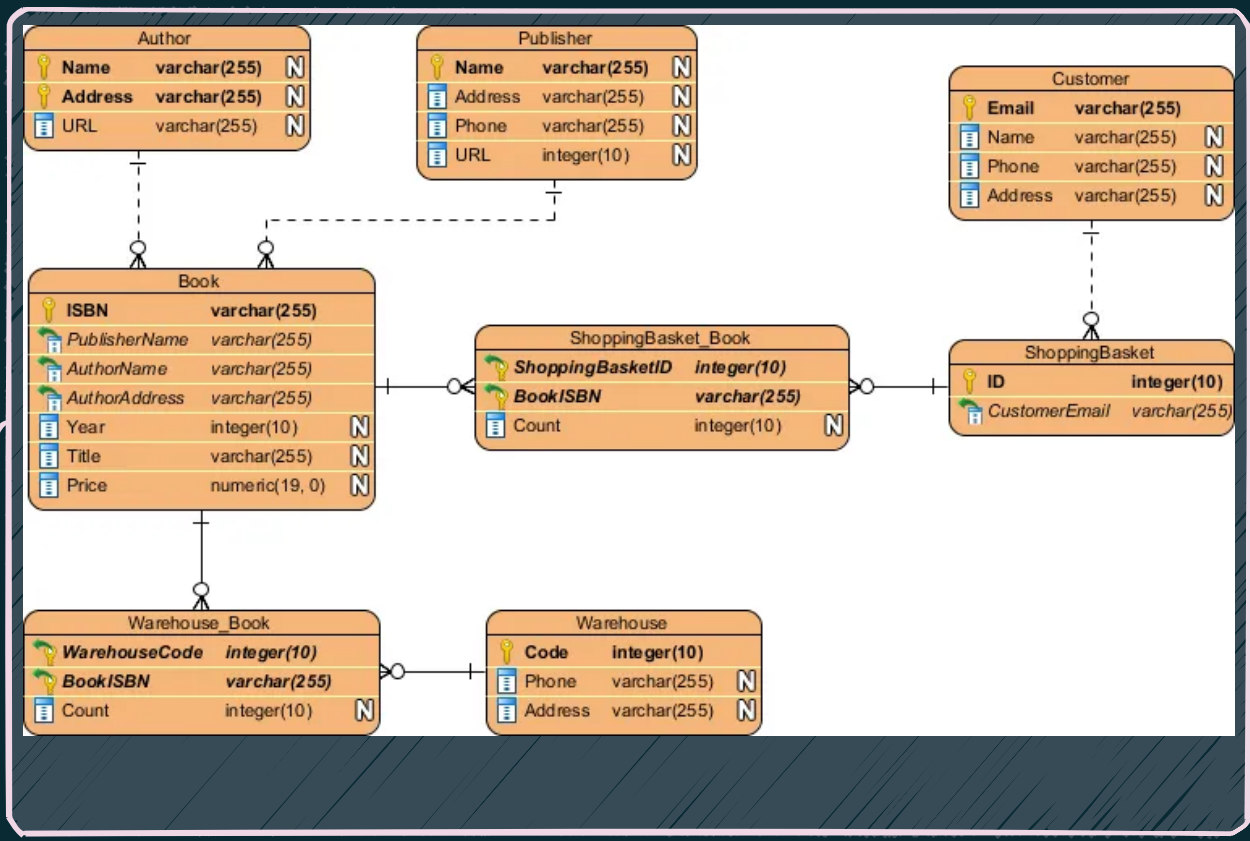 Author
Name varchar(255) N
Address varchar(255) N
URL varchar(255) N
Publisher
Name varchar(255) N
Address varchar(255) N
Phone varchar(255) N
URL integer(10) N
Customer
Email varchar(255)
Name varchar(255) N
Phone varchar(255) N
Address varchar(255) N
Book
ISBN varchar(255)
PublisherName varchar(255)
AuthorName varchar(255)
AuthorAddress varchar(255)
Year integer(10) N
Title varchar(255) N
Price numeric(19, 0) N
ShoppingBasket_Book
ShoppingBasketID integer(10)
BookISBN varchar(255)
Count integer(10) N
ShoppingBasket
ID integer(10)
CustomerEmail varchar(255)
Warehouse_Book
WarehouseCode integer(10)
BookISBN varchar(255)
Count integer(10) N
Warehouse
Code integer(10)
Phone varchar(255) N
Address varchar(255) N